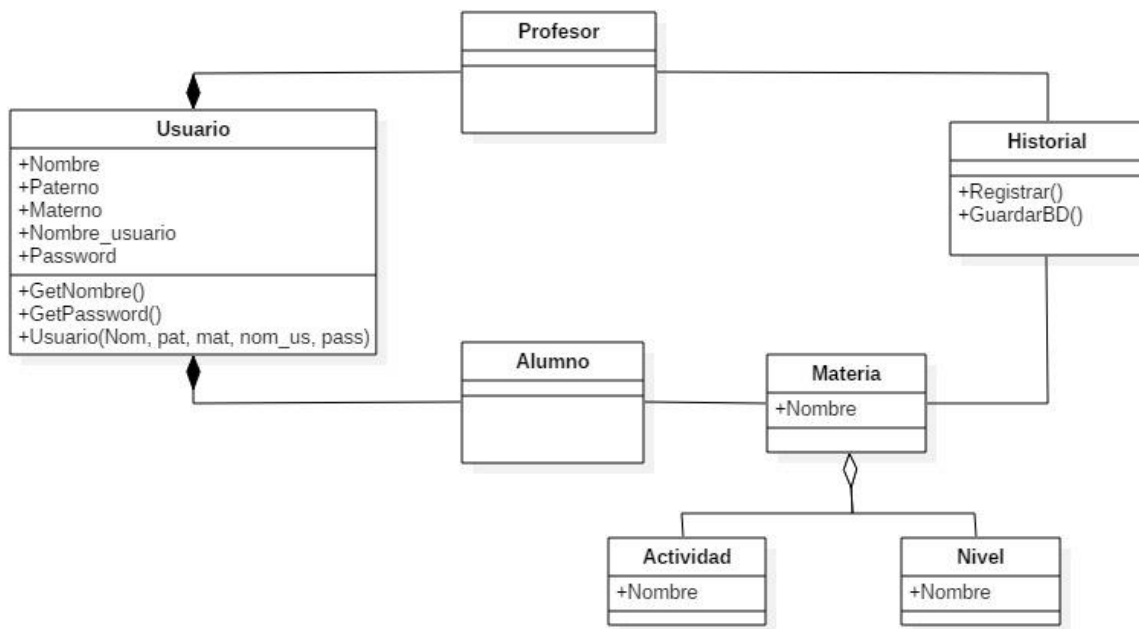 Profesor
Usuario
+Nombre
+Paterno
+Materno
+Nombre_usuario
+Password
+GetNombre()
+GetPassword()
+Usuario(Nom, pat, mat, nom_us, pass)
Historial
+Registrar()
+GuardarBD()
Alumno
Materia
+Nombre
Actividad
+Nombre
Nivel
+Nombre